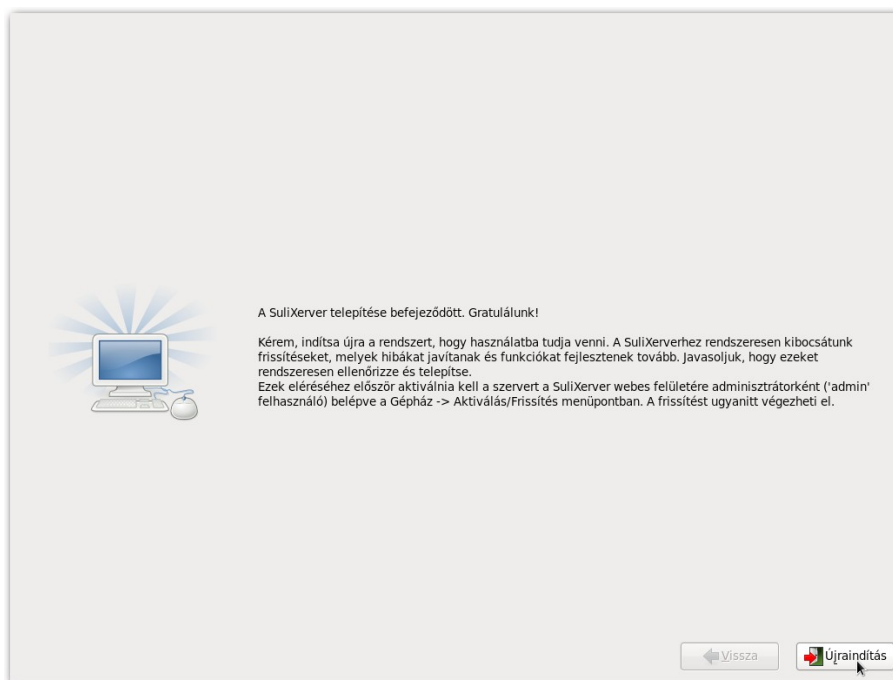 A SuliXerver telepítése befejeződött. Gratulálunk!
Kérem, indítsa újra a rendszert, hogy használatba tudja venni. A SuliXerverhez rendszeresen kibocsátunk
frissítéseket, melyek hibákat javítanak és funkciókat fejlesztenek tovább. Javasoljuk, hogy ezeket
rendszeresen ellenőrizze és telepítse.
Ezek eléréséhez először aktiválnia kell a szervert a SuliXerver webes felületére adminisztrátorként ('admin'
felhasználó) belépve a Gépház -> Aktiválás/Frissítés menüpontban. A frissítést ugyanitt végezheti el.
Vissza
Újraindítás